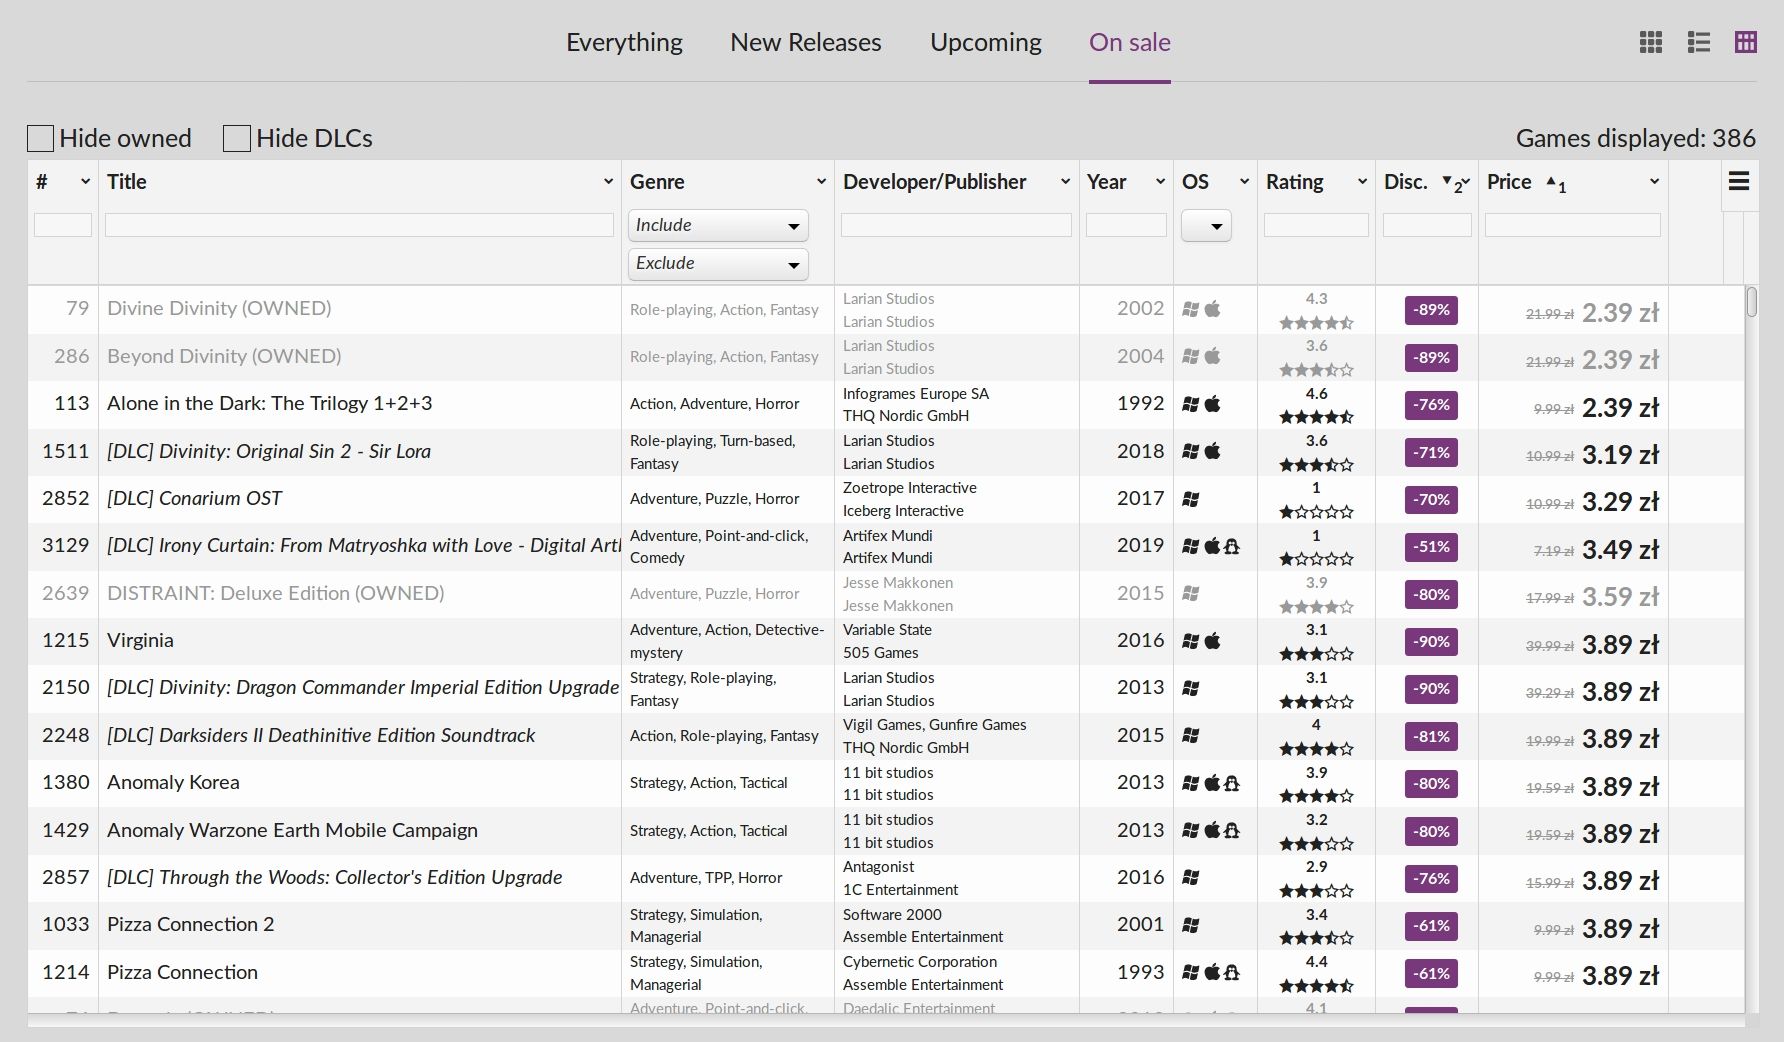 Everything New Releases Upcoming On sale
Hide owned Hide DLCs Games displayed: 386
# Title Genre Developer/Publisher Year OS Rating Disc. ▼2 Price ▲1
Include
Exclude
79 Divine Divinity (OWNED) Role-playing, Action, Fantasy Larian Studios 2002 4.3 -89% 21.99 zł 2.39 zł
Larian Studios
286 Beyond Divinity (OWNED) Role-playing, Action, Fantasy Larian Studios 2004 3.6 -89% 21.99 zł 2.39 zł
Larian Studios
113 Alone in the Dark: The Trilogy 1+2+3 Action, Adventure, Horror Infogrames Europe SA 1992 4.6 -76% 9.99 zł 2.39 zł
THQ Nordic GmbH
1511 [DLC] Divinity: Original Sin 2 - Sir Lora Role-playing, Turn-based, Larian Studios 2018 3.6 -71% 10.99 zł 3.19 zł
Fantasy Larian Studios
2852 [DLC] Conarium OST Adventure, Puzzle, Horror Zoetrope Interactive 2017 1 -70% 10.99 zł 3.29 zł
Iceberg Interactive
3129 [DLC] Irony Curtain: From Matryoshka with Love - Digital Art Adventure, Point-and-click, Artifex Mundi 2019 1 -51% 7.19 zł 3.49 zł
Comedy Artifex Mundi
2639 DISTRAINT: Deluxe Edition (OWNED) Adventure, Puzzle, Horror Jesse Makkonen 2015 3.9 -80% 17.99 zł 3.59 zł
Jesse Makkonen
1215 Virginia Adventure, Action, Detective- Variable State 2016 3.1 -90% 39.99 zł 3.89 zł
mystery 505 Games
2150 [DLC] Divinity: Dragon Commander Imperial Edition Upgrade Strategy, Role-playing, Larian Studios 2013 3.1 -90% 39.29 zł 3.89 zł
Fantasy Larian Studios
2248 [DLC] Darksiders II Deathinitive Edition Soundtrack Action, Role-playing, Fantasy Vigil Games, Gunfire Games 2015 4 -81% 19.99 zł 3.89 zł
THQ Nordic GmbH
1380 Anomaly Korea Strategy, Action, Tactical 11 bit studios 2013 3.9 -80% 19.59 zł 3.89 zł
11 bit studios
1429 Anomaly Warzone Earth Mobile Campaign Strategy, Action, Tactical 11 bit studios 2013 3.2 -80% 19.59 zł 3.89 zł
11 bit studios
2857 [DLC] Through the Woods: Collector's Edition Upgrade Adventure, TPP, Horror Antagonist 2016 2.9 -76% 15.99 zł 3.89 zł
1C Entertainment
1033 Pizza Connection 2 Strategy, Simulation, Software 2000 2001 3.4 -61% 9.99 zł 3.89 zł
Managerial Assemble Entertainment
1214 Pizza Connection Strategy, Simulation, Cybernetic Corporation 1993 4.4 -61% 9.99 zł 3.89 zł
Managerial Assemble Entertainment
Adventure, Point-and-click, Daedalic Entertainment 4.1